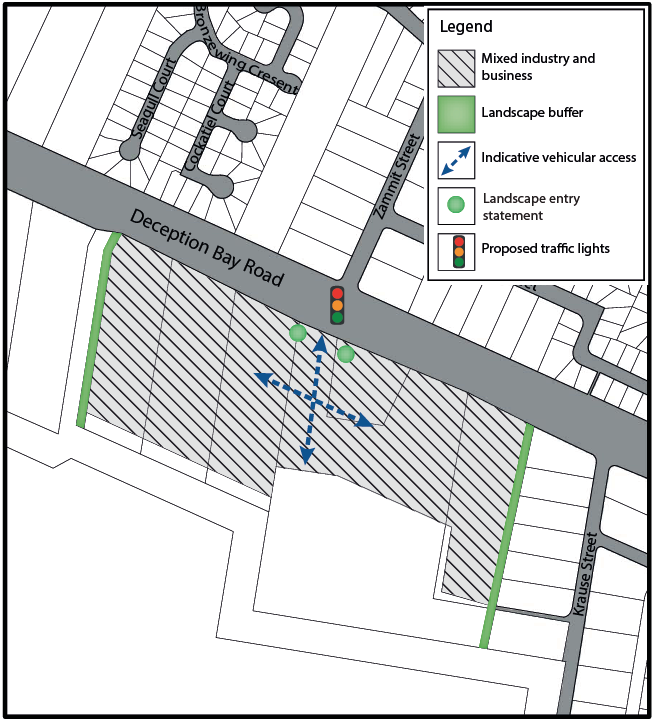 Legend
Mixed industry and
business
Landscape buffer
Indicative vehicular access
Landscape entry
statement
Proposed traffic lights
Bronzewing Cresent
Seagull Court
Cockatiel Court
Zammit Street
Deception Bay Road
Krause Street